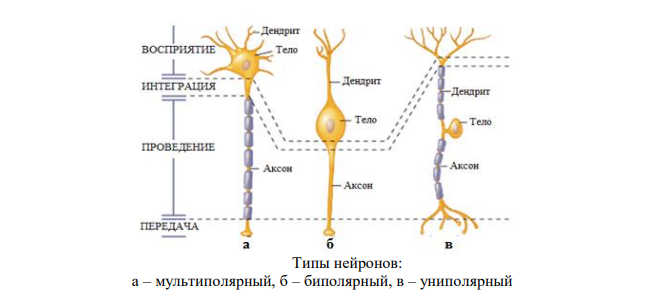 ВОСПРИЯТИЕ
ИНТЕГРАЦИЯ
ПРОВЕДЕНИЕ
ПЕРЕДАЧА
Дендрит
Тело
Аксон
а
Дендрит
Тело
Аксон
б
Дендрит
Тело
Аксон
в
Типы нейронов:
а – мультиполярный, б – биполярный, в – униполярный